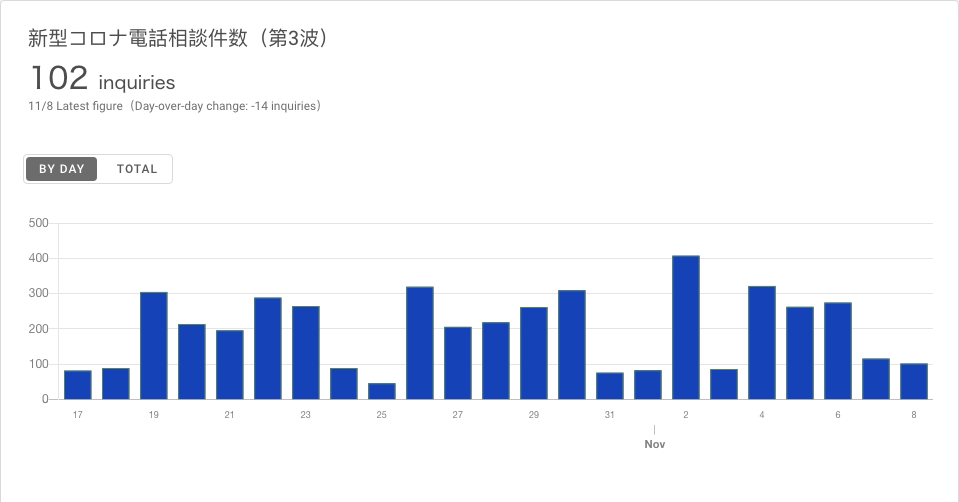 新型コロナ電話相談件数（第3波）
102 inquiries
11/8 Latest figure（Day-over-day change: -14 inquiries）
BY DAY TOTAL
500
400
300
200
100
0
17 19 21 23 25 27 29 31 2 4 6 8
Nov